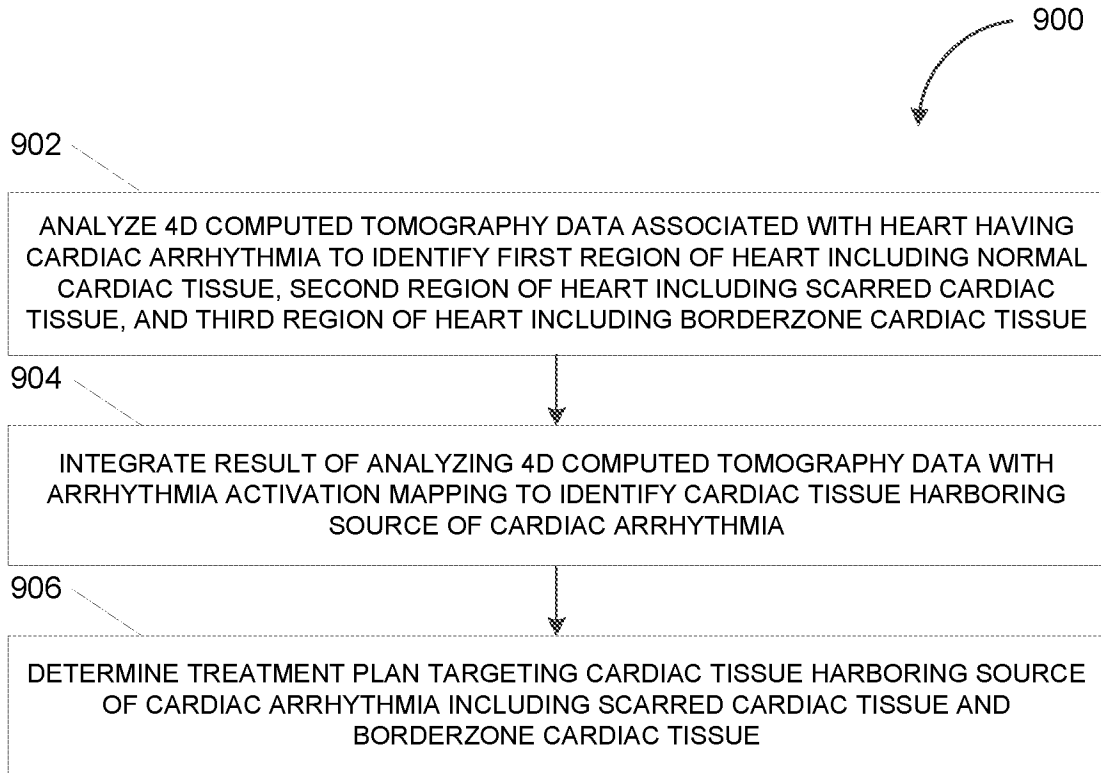 900
902
ANALYZE 4D COMPUTED TOMOGRAPHY DATA ASSOCIATED WITH HEART HAVING
CARDIAC ARRHYTHMIA TO IDENTIFY FIRST REGION OF HEART INCLUDING NORMAL
CARDIAC TISSUE, SECOND REGION OF HEART INCLUDING SCARRED CARDIAC
TISSUE, AND THIRD REGION OF HEART INCLUDING BORDERZONE CARDIAC TISSUE
904
INTEGRATE RESULT OF ANALYZING 4D COMPUTED TOMOGRAPHY DATA WITH
ARRHYTHMIA ACTIVATION MAPPING TO IDENTIFY CARDIAC TISSUE HARBORING
SOURCE OF CARDIAC ARRHYTHMIA
906
DETERMINE TREATMENT PLAN TARGETING CARDIAC TISSUE HARBORING SOURCE
OF CARDIAC ARRHYTHMIA INCLUDING SCARRED CARDIAC TISSUE AND
BORDERZONE CARDIAC TISSUE